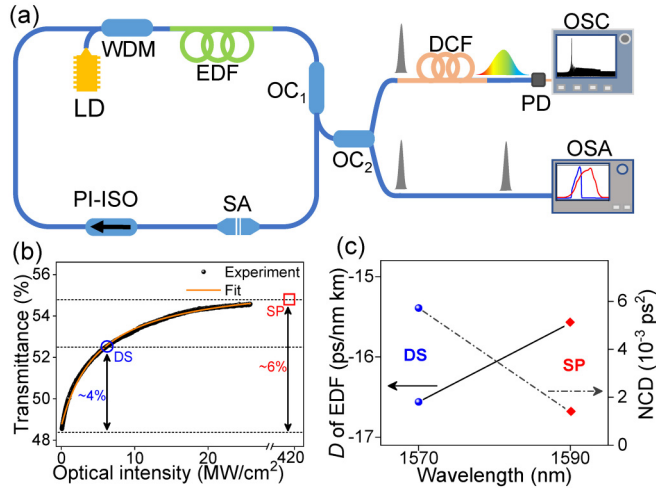 (a)
WDM
EDF
LD
OC1
OC2
DCF
PD
OSC
OSA
PI-ISO
SA
(b)
Transmittance (%)
56
54
52
50
48
Experiment
Fit
SP
DS
~4%
~6%
0
10
20
420
Optical intensity (MW/cm²)
(c)
D of EDF (ps/nm km)
-15
-16
-17
DS
SP
6
4
2
0
NCD (10⁻³ ps²)
1570
1590
Wavelength (nm)